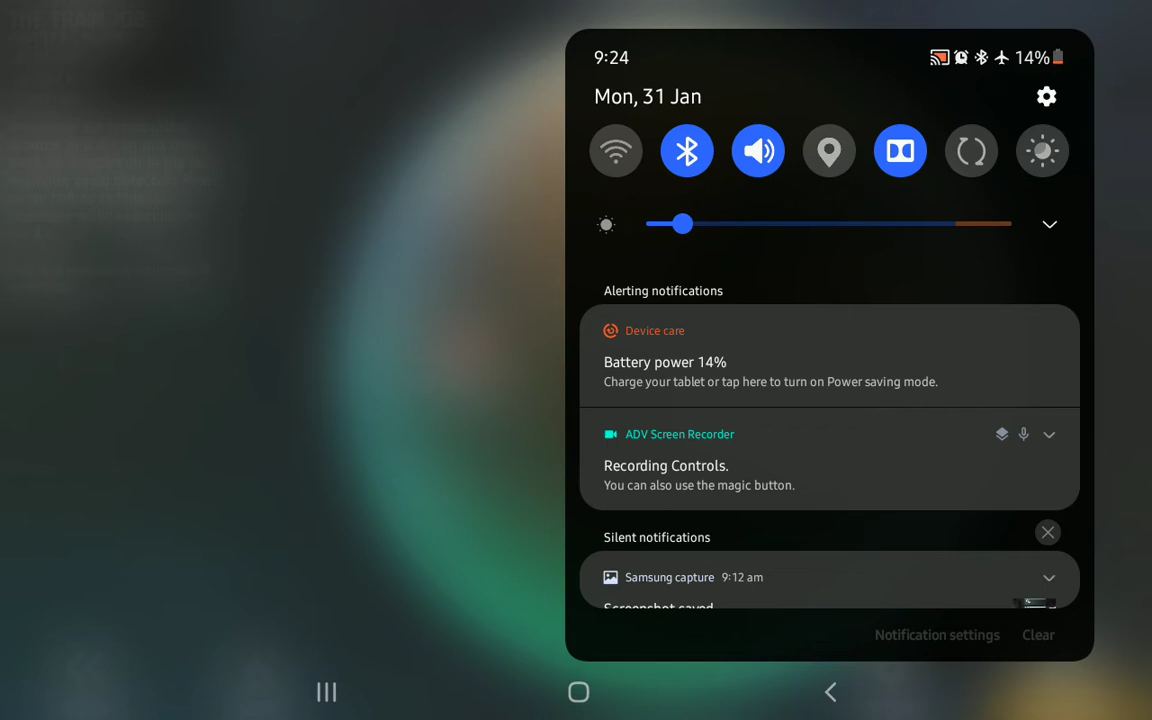 9:24
14%
Mon, 31 Jan
Alerting notifications
Device care
Battery power 14%
Charge your tablet or tap here to turn on Power saving mode.
ADV Screen Recorder
Recording Controls.
You can also use the magic button.
Silent notifications
Samsung capture 9:12 am
Screenshot saved
Notification settings Clear